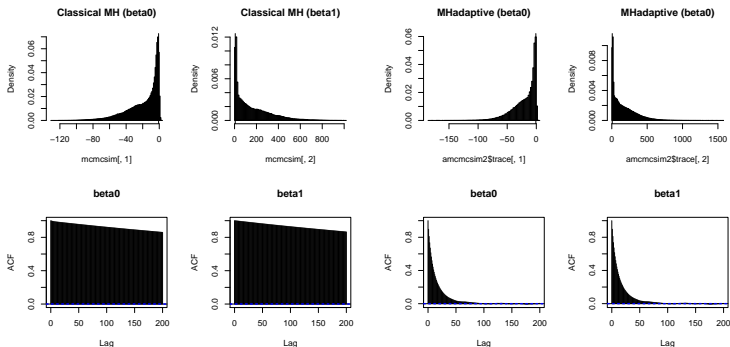 Classical MH (beta0)
Density
0.00 0.02 0.04 0.06
−120 −80 −40 0
mcmcsim[, 1]
Classical MH (beta1)
Density
0.000 0.006 0.012
0 200 400 600 800
mcmcsim[, 2]
MHadaptive (beta0)
Density
0.00 0.02 0.04 0.06
−150 −100 −50 0
amcmcsim2$trace[, 1]
MHadaptive (beta0)
Density
0.000 0.004 0.008
0 500 1000 1500
amcmcsim2$trace[, 2]
beta0
ACF
0.0 0.4 0.8
0 50 100 150 200
Lag
beta1
ACF
0.0 0.4 0.8
0 50 100 150 200
Lag
beta0
ACF
0.0 0.4 0.8
0 50 100 150 200
Lag
beta1
ACF
0.0 0.4 0.8
0 50 100 150 200
Lag